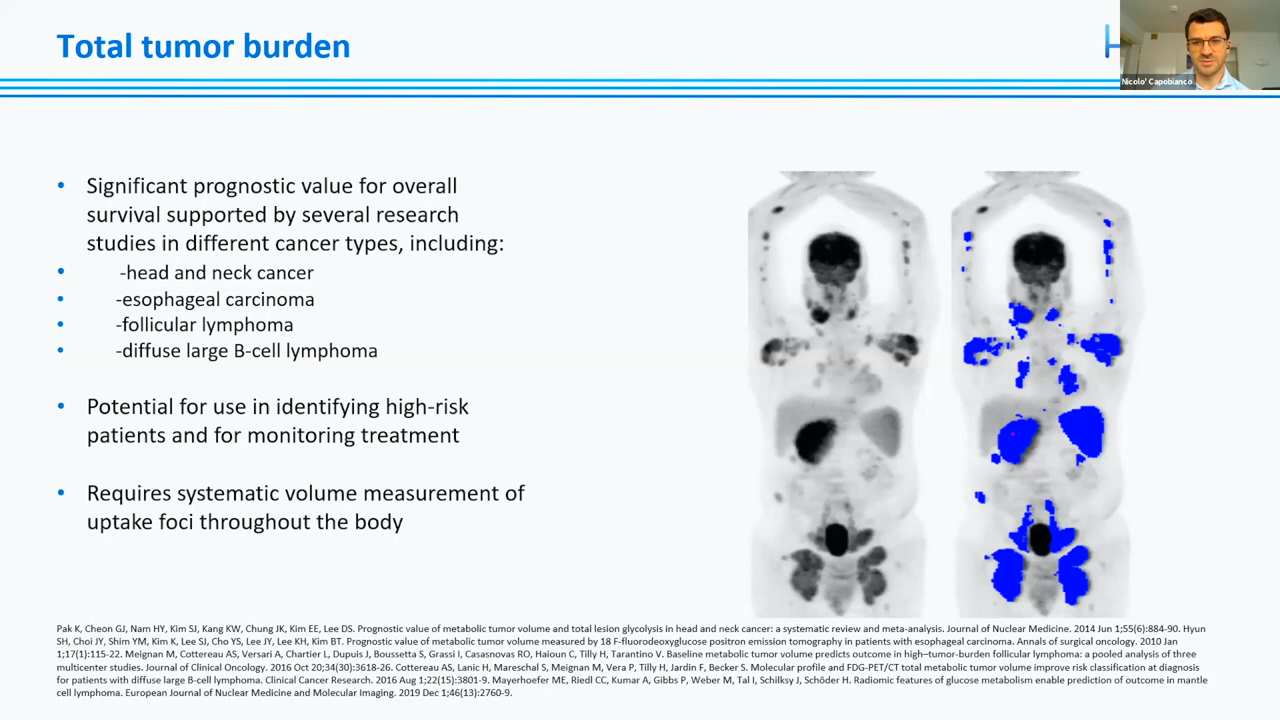 Total tumor burden
H
Nicolo' Capobianco
• Significant prognostic value for overall
survival supported by several research
studies in different cancer types, including:
• -head and neck cancer
• -esophageal carcinoma
• -follicular lymphoma
• -diffuse large B-cell lymphoma
• Potential for use in identifying high-risk
patients and for monitoring treatment
• Requires systematic volume measurement of
uptake foci throughout the body
Pak K, Cheon GJ, Nam HY, Kim SJ, Kang KW, Chung JK, Kim EE, Lee DS. Prognostic value of metabolic tumor volume and total lesion glycolysis in head and neck cancer: a systematic review and meta-analysis. Journal of Nuclear Medicine. 2014 Jun 1;55(6):884-90. Hyun
SH, Choi JY, Shim YM, Kim K, Lee SJ, Cho YS, Lee JY, Lee KH, Kim BT. Prognostic value of metabolic tumor volume measured by 18 F-fluorodeoxyglucose positron emission tomography in patients with esophageal carcinoma. Annals of surgical oncology. 2010 Jan
1;17(1):115-22. Meignan M, Cottereau AS, Versari A, Chartier L, Dupuis J, Boussetta S, Grassi I, Casasnovas RO, Haioun C, Tilly H, Tarantino V. Baseline metabolic tumor volume predicts outcome in high–tumor-burden follicular lymphoma: a pooled analysis of three
multicenter studies. Journal of Clinical Oncology. 2016 Oct 20;34(30):3618-26. Cottereau AS, Lanic H, Mareschal S, Meignan M, Vera P, Tilly H, Jardin F, Becker S. Molecular profile and FDG-PET/CT total metabolic tumor volume improve risk classification at diagnosis
for patients with diffuse large B-cell lymphoma. Clinical Cancer Research. 2016 Aug 1;22(15):3801-9. Mayerhoefer ME, Riedl CC, Kumar A, Gibbs P, Weber M, Tal I, Schilksy J, Schöder H. Radiomic features of glucose metabolism enable prediction of outcome in mantle
cell lymphoma. European Journal of Nuclear Medicine and Molecular Imaging. 2019 Dec 1;46(13):2760-9.